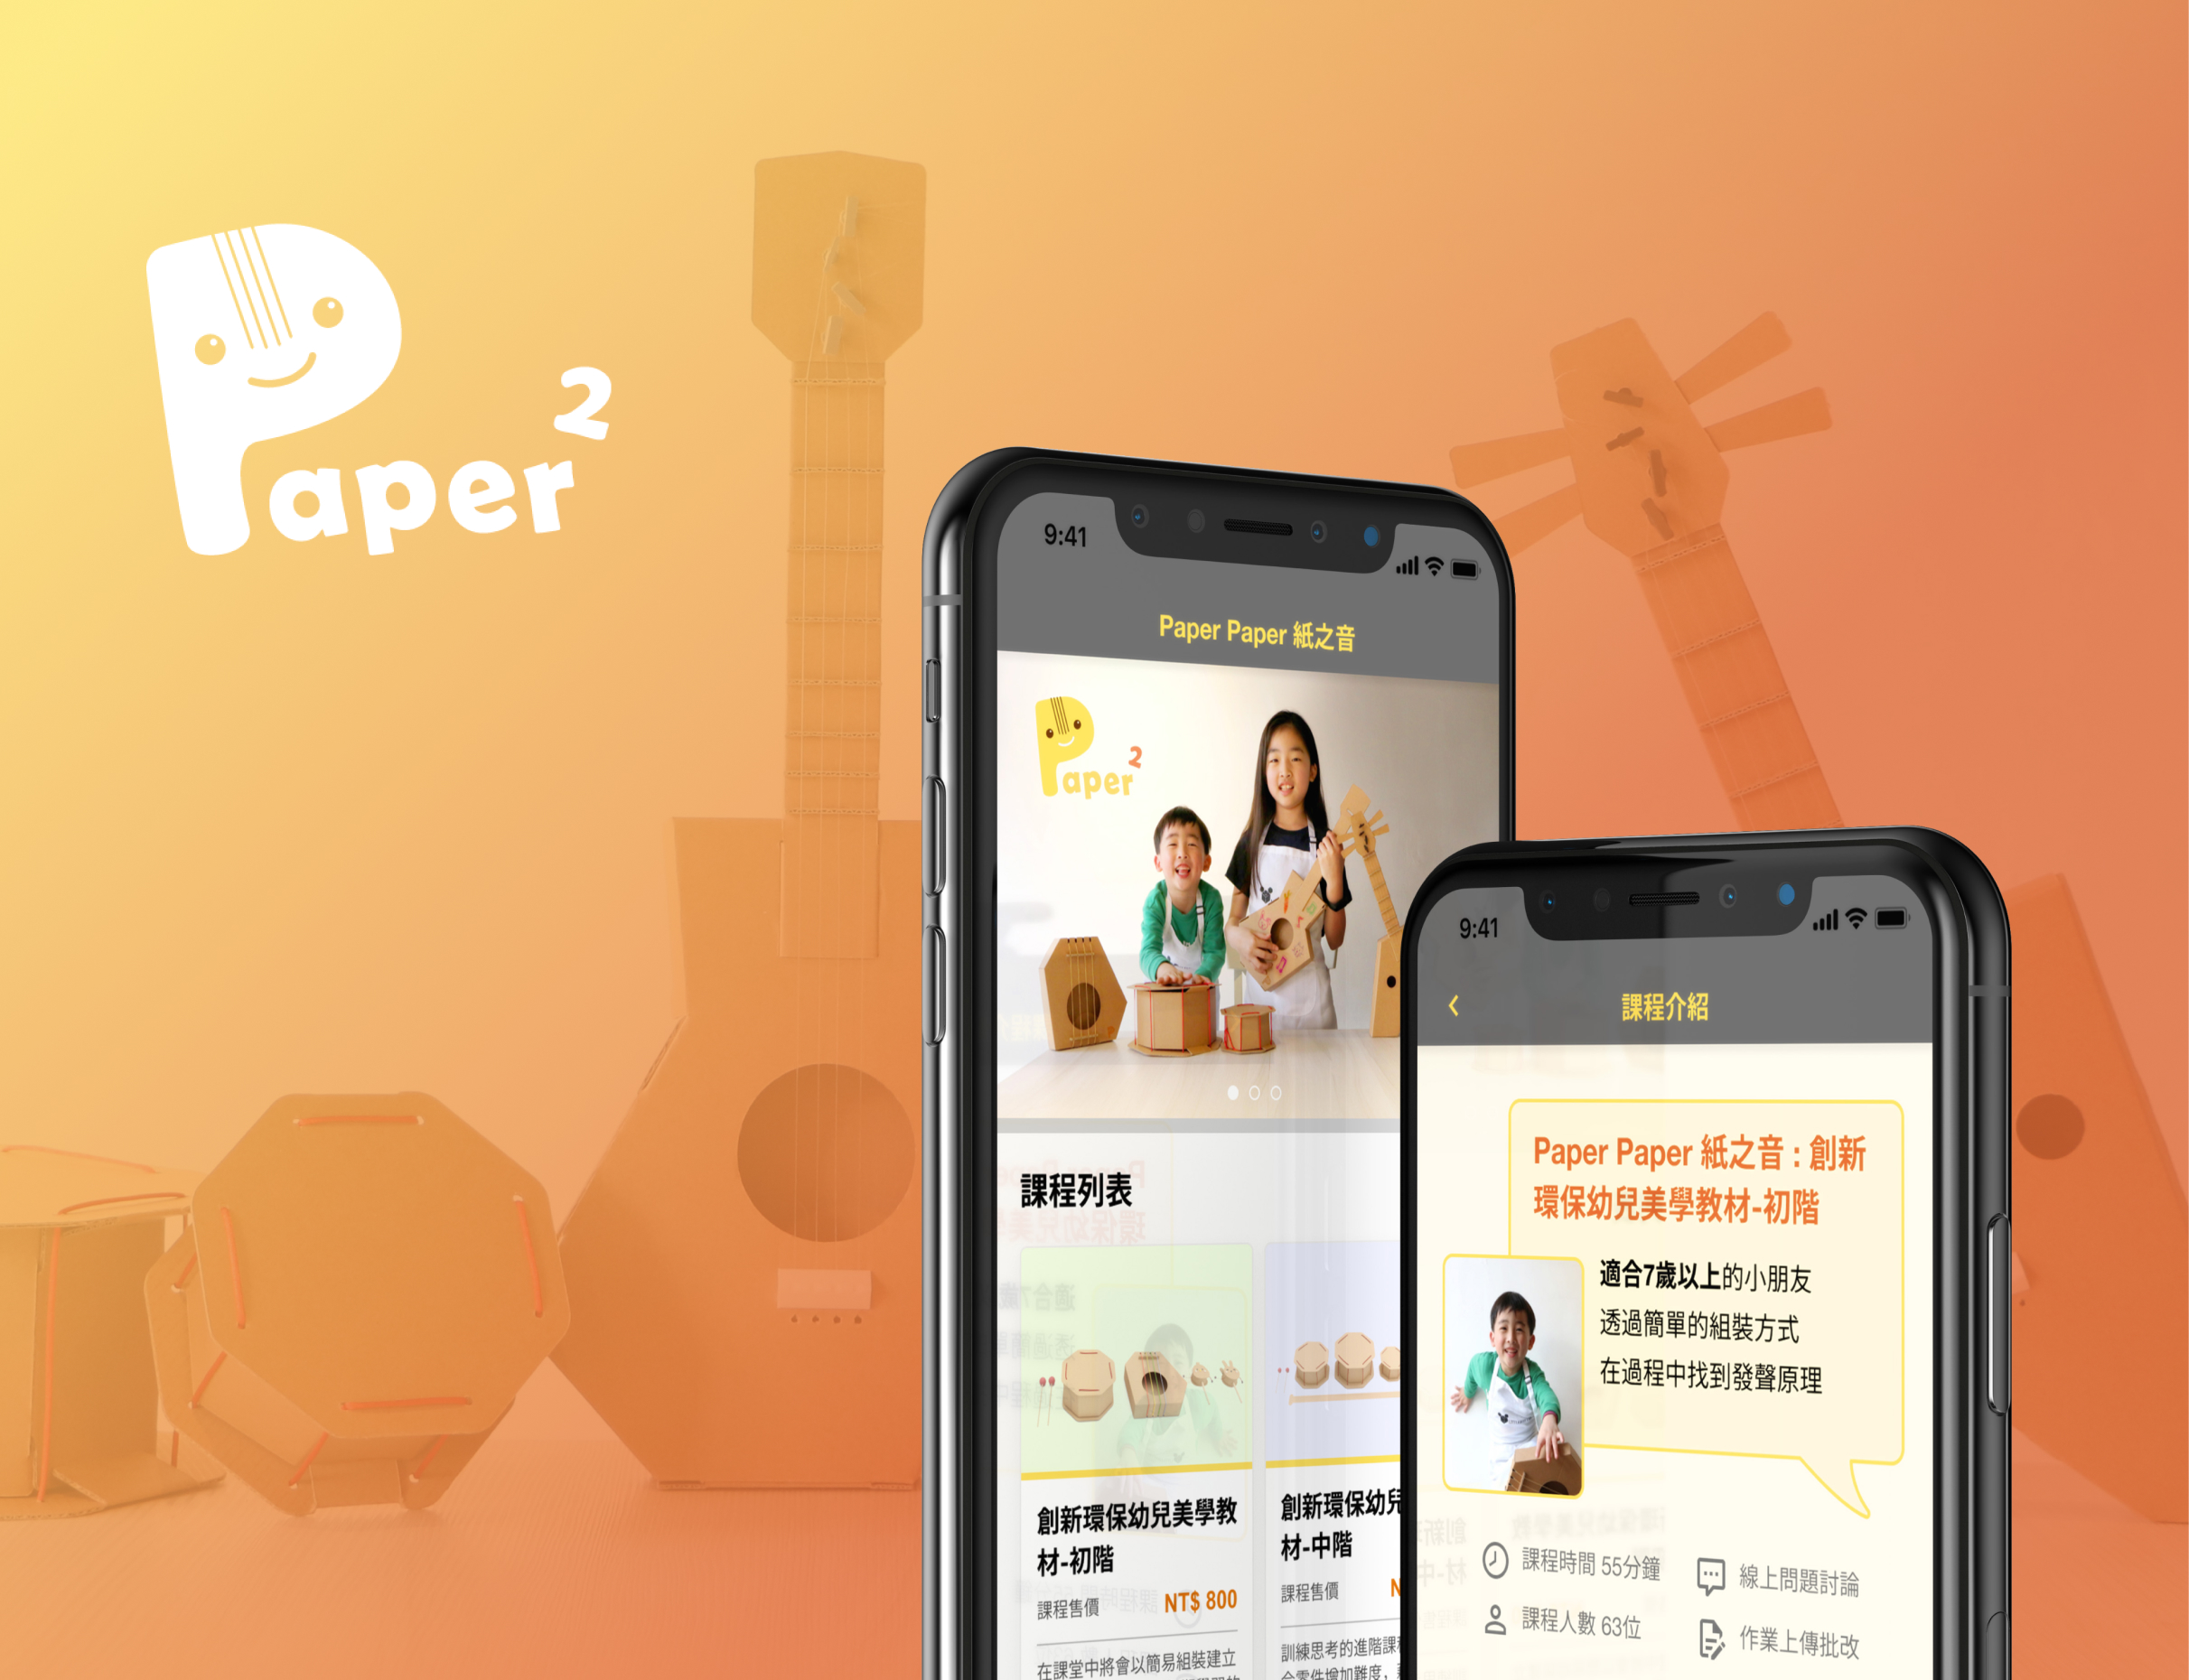 Paper²
9:41
Paper Paper 紙之音
Paper²
課程列表
創新環保幼兒美學教
材-初階
課程售價 NT$ 800
在課堂中將會以簡易組裝建立
創新環保幼兒
材-中階
課程售價 N
訓練思考的進階課
9:41
課程介紹
Paper Paper 紙之音 : 創新
環保幼兒美學教材-初階
適合7歲以上的小朋友
透過簡單的組裝方式
在過程中找到發聲原理
課程時間 55分鐘
線上問題討論
課程人數 63位
作業上傳批改